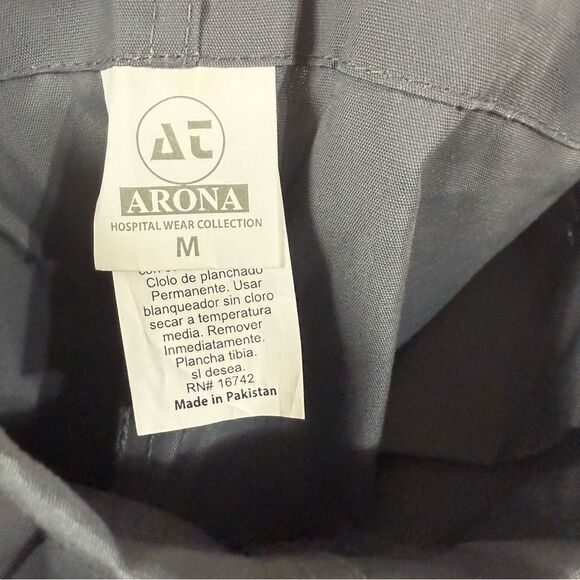 At
ARONA
HOSPITAL WEAR COLLECTION
M
Clolo de planchado
Permanente. Usar
blanqueador sin cloro
secar a temperatura
media. Remover
Inmediatamente.
Plancha tibia.
sl desea.
RN# 16742
Made in Pakistan